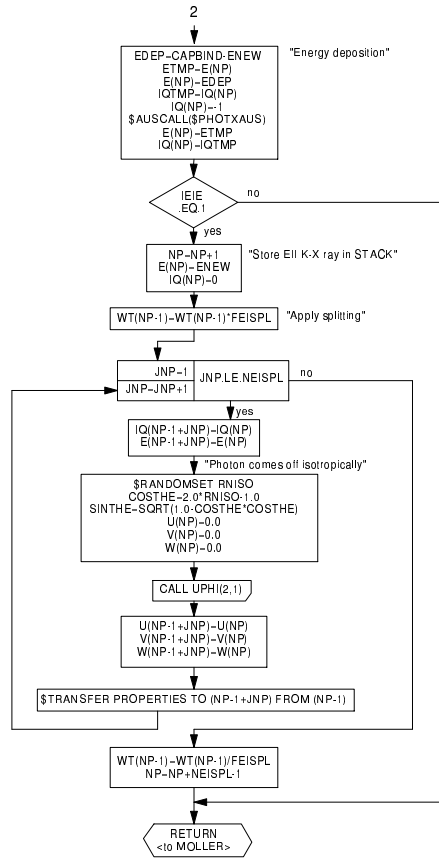 2
EDEP=CAPBIND-ENEW
ETMP=E(NP)
E(NP)=EDEP
IQTMP=IQ(NP)
IQ(NP)=-1
$AUSCALL($PHOTXAUS)
E(NP)=ETMP
IQ(NP)=IQTMP
"Energy deposition"
IEIE
.EQ.1
no
yes
NP=NP+1
E(NP)=ENEW
IQ(NP)=0
"Store EII K-X ray in STACK"
WT(NP-1)=WT(NP-1)*FEISPL
"Apply splitting"
JNP=1
JNP=JNP+1
JNP.LE.NEISPL
no
yes
IQ(NP-1+JNP)=IQ(NP)
E(NP-1+JNP)=E(NP)
"Photon comes off isotropically"
$RANDOMSET RNISO
COSTHE=2.0*RNISO-1.0
SINTHE=SQRT(1.0-COSTHE*COSTHE)
U(NP)=0.0
V(NP)=0.0
W(NP)=0.0
CALL UPHI(2,1)
U(NP-1+JNP)=U(NP)
V(NP-1+JNP)=V(NP)
W(NP-1+JNP)=W(NP)
$TRANSFER PROPERTIES TO (NP-1+JNP) FROM (NP-1)
WT(NP-1)=WT(NP-1)/FEISPL
NP=NP+NEISPL-1
RETURN
<to MOLLER>